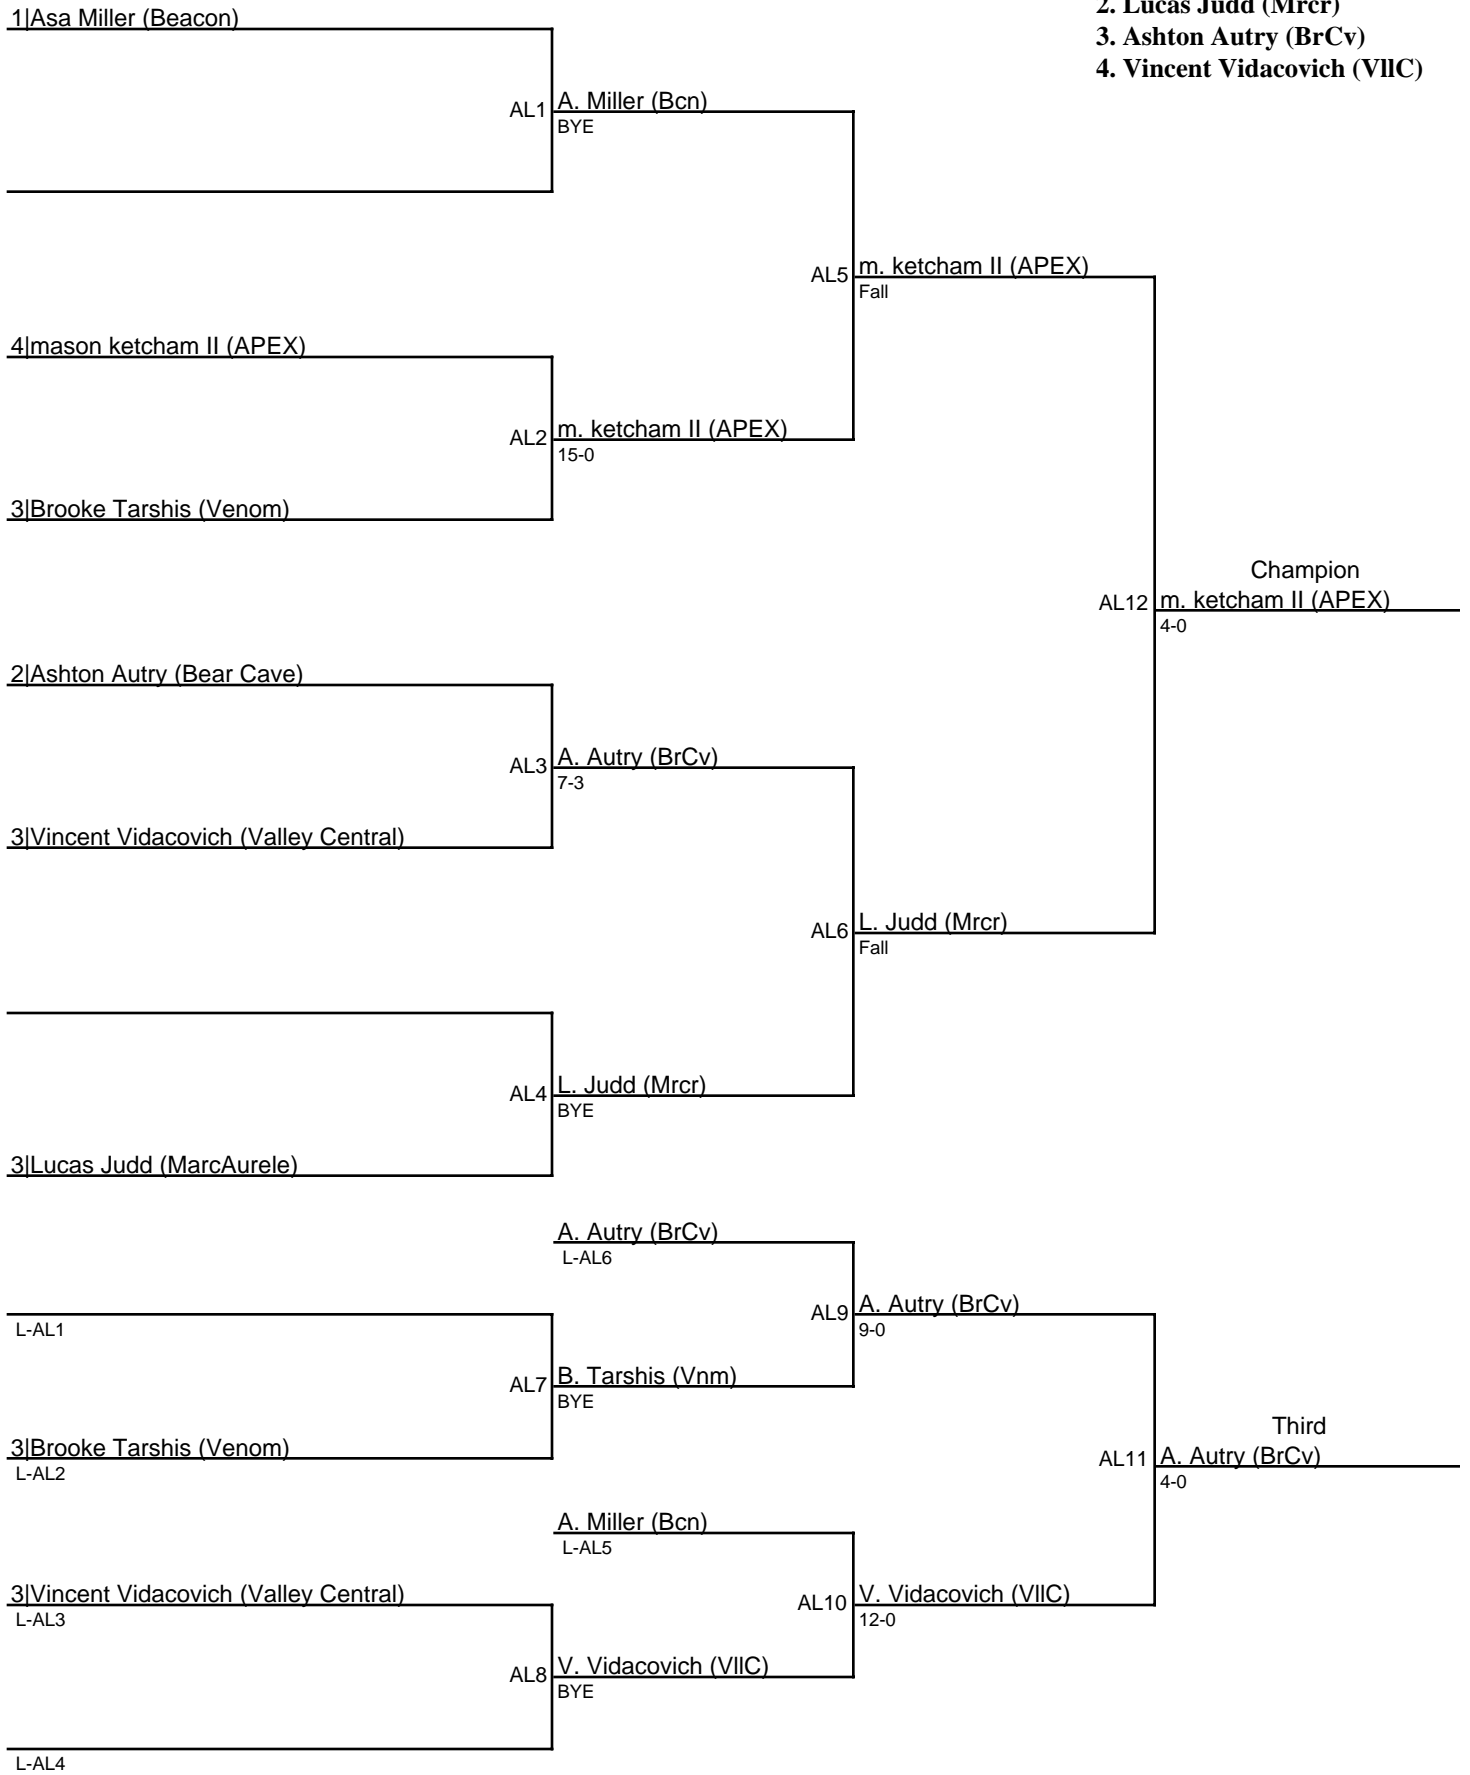 1|Asa Miller (Beacon)
2. Lucas Judd (Mrcr)
3. Ashton Autry (BrCv)
4. Vincent Vidacovich (VllC)
AL1
A. Miller (Bcn)
BYE
AL5
m. ketcham II (APEX)
Fall
4|mason ketcham II (APEX)
AL2
m. ketcham II (APEX)
15-0
3|Brooke Tarshis (Venom)
Champion
AL12
m. ketcham II (APEX)
4-0
2|Ashton Autry (Bear Cave)
AL3
A. Autry (BrCv)
7-3
3|Vincent Vidacovich (Valley Central)
AL6
L. Judd (Mrcr)
Fall
AL4
L. Judd (Mrcr)
BYE
3|Lucas Judd (MarcAurele)
A. Autry (BrCv)
L-AL6
AL9
A. Autry (BrCv)
9-0
L-AL1
AL7
B. Tarshis (Vnm)
BYE
3|Brooke Tarshis (Venom)
L-AL2
Third
AL11
A. Autry (BrCv)
4-0
A. Miller (Bcn)
L-AL5
3|Vincent Vidacovich (Valley Central)
L-AL3
AL10
V. Vidacovich (VllC)
12-0
AL8
V. Vidacovich (VllC)
BYE
L-AL4